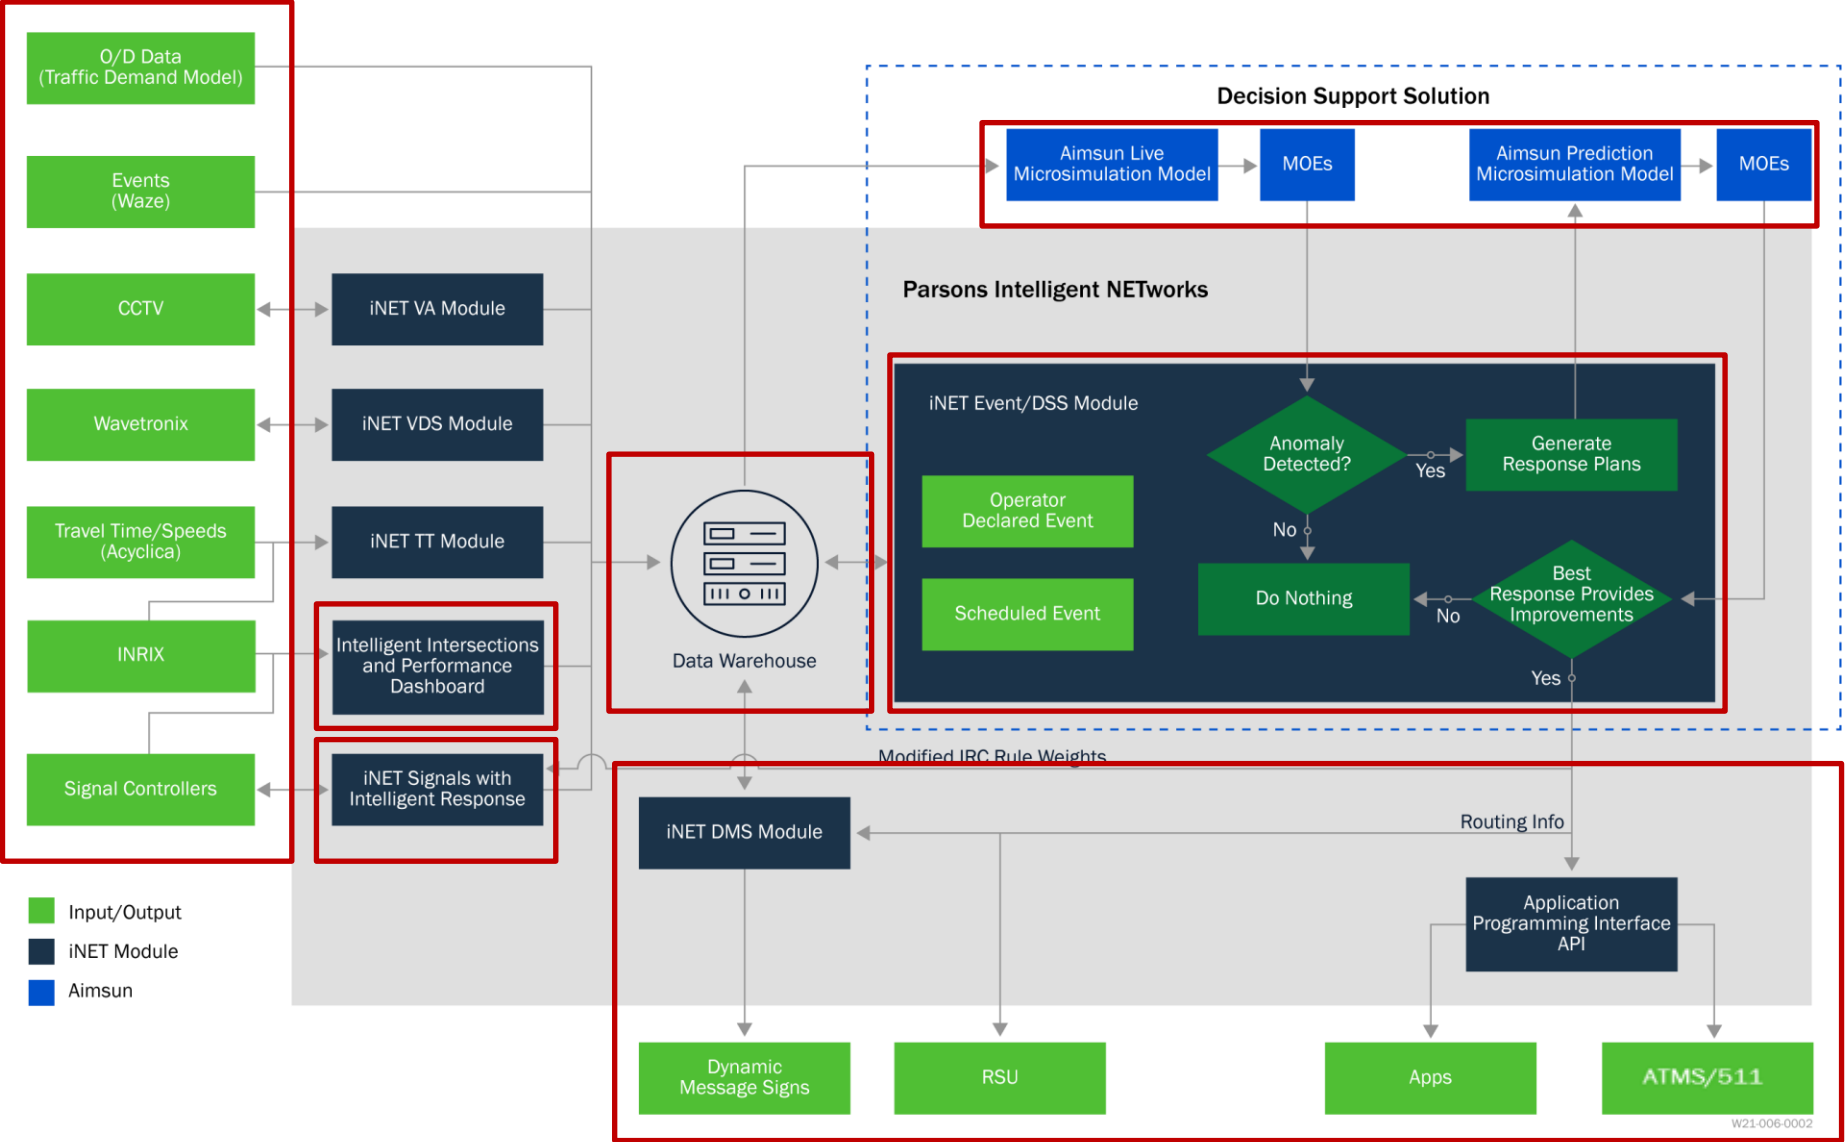 O/D Data
(Traffic Demand Model)
Events
(Waze)
CCTV
Wavetronix
Travel Time/Speeds
(Acyclica)
INRIX
Signal Controllers
iNET VA Module
iNET VDS Module
iNET TT Module
Intelligent Intersections
and Performance
Dashboard
iNET Signals with
Intelligent Response
Data Warehouse
Decision Support Solution
Aimsun Live
Microsimulation Model
MOEs
Aimsun Prediction
Microsimulation Model
MOEs
Parsons Intelligent NETworks
iNET Event/DSS Module
Operator
Declared Event
Scheduled Event
Anomaly
Detected?
Yes
Generate
Response Plans
No
Do Nothing
No
Best
Response Provides
Improvements
Yes
Modified IRC Rule Weights
iNET DMS Module
Routing Info
Application
Programming Interface
API
Dynamic
Message Signs
RSU
Apps
ATMS/511
Input/Output
iNET Module
Aimsun
W21-006-0002